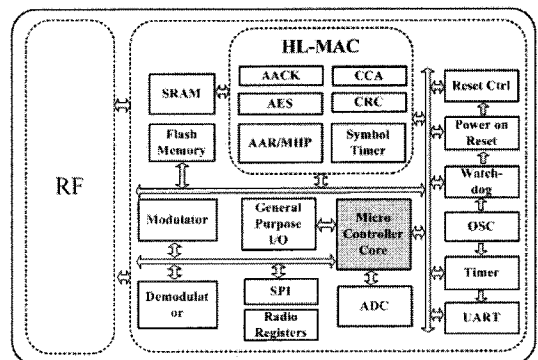 HL-MAC
AACK
CCA
SRAM
AES
CRC
Flash
Memory
AAR/MHP
Symbol
Timer
Reset Ctrl
Power on
Reset
Watch-
dog
RF
Modulator
General
Purpose
I/O
Micro
Controller
Core
OSC
Timer
Demodulat
or
SPI
Radio
Registers
ADC
UART